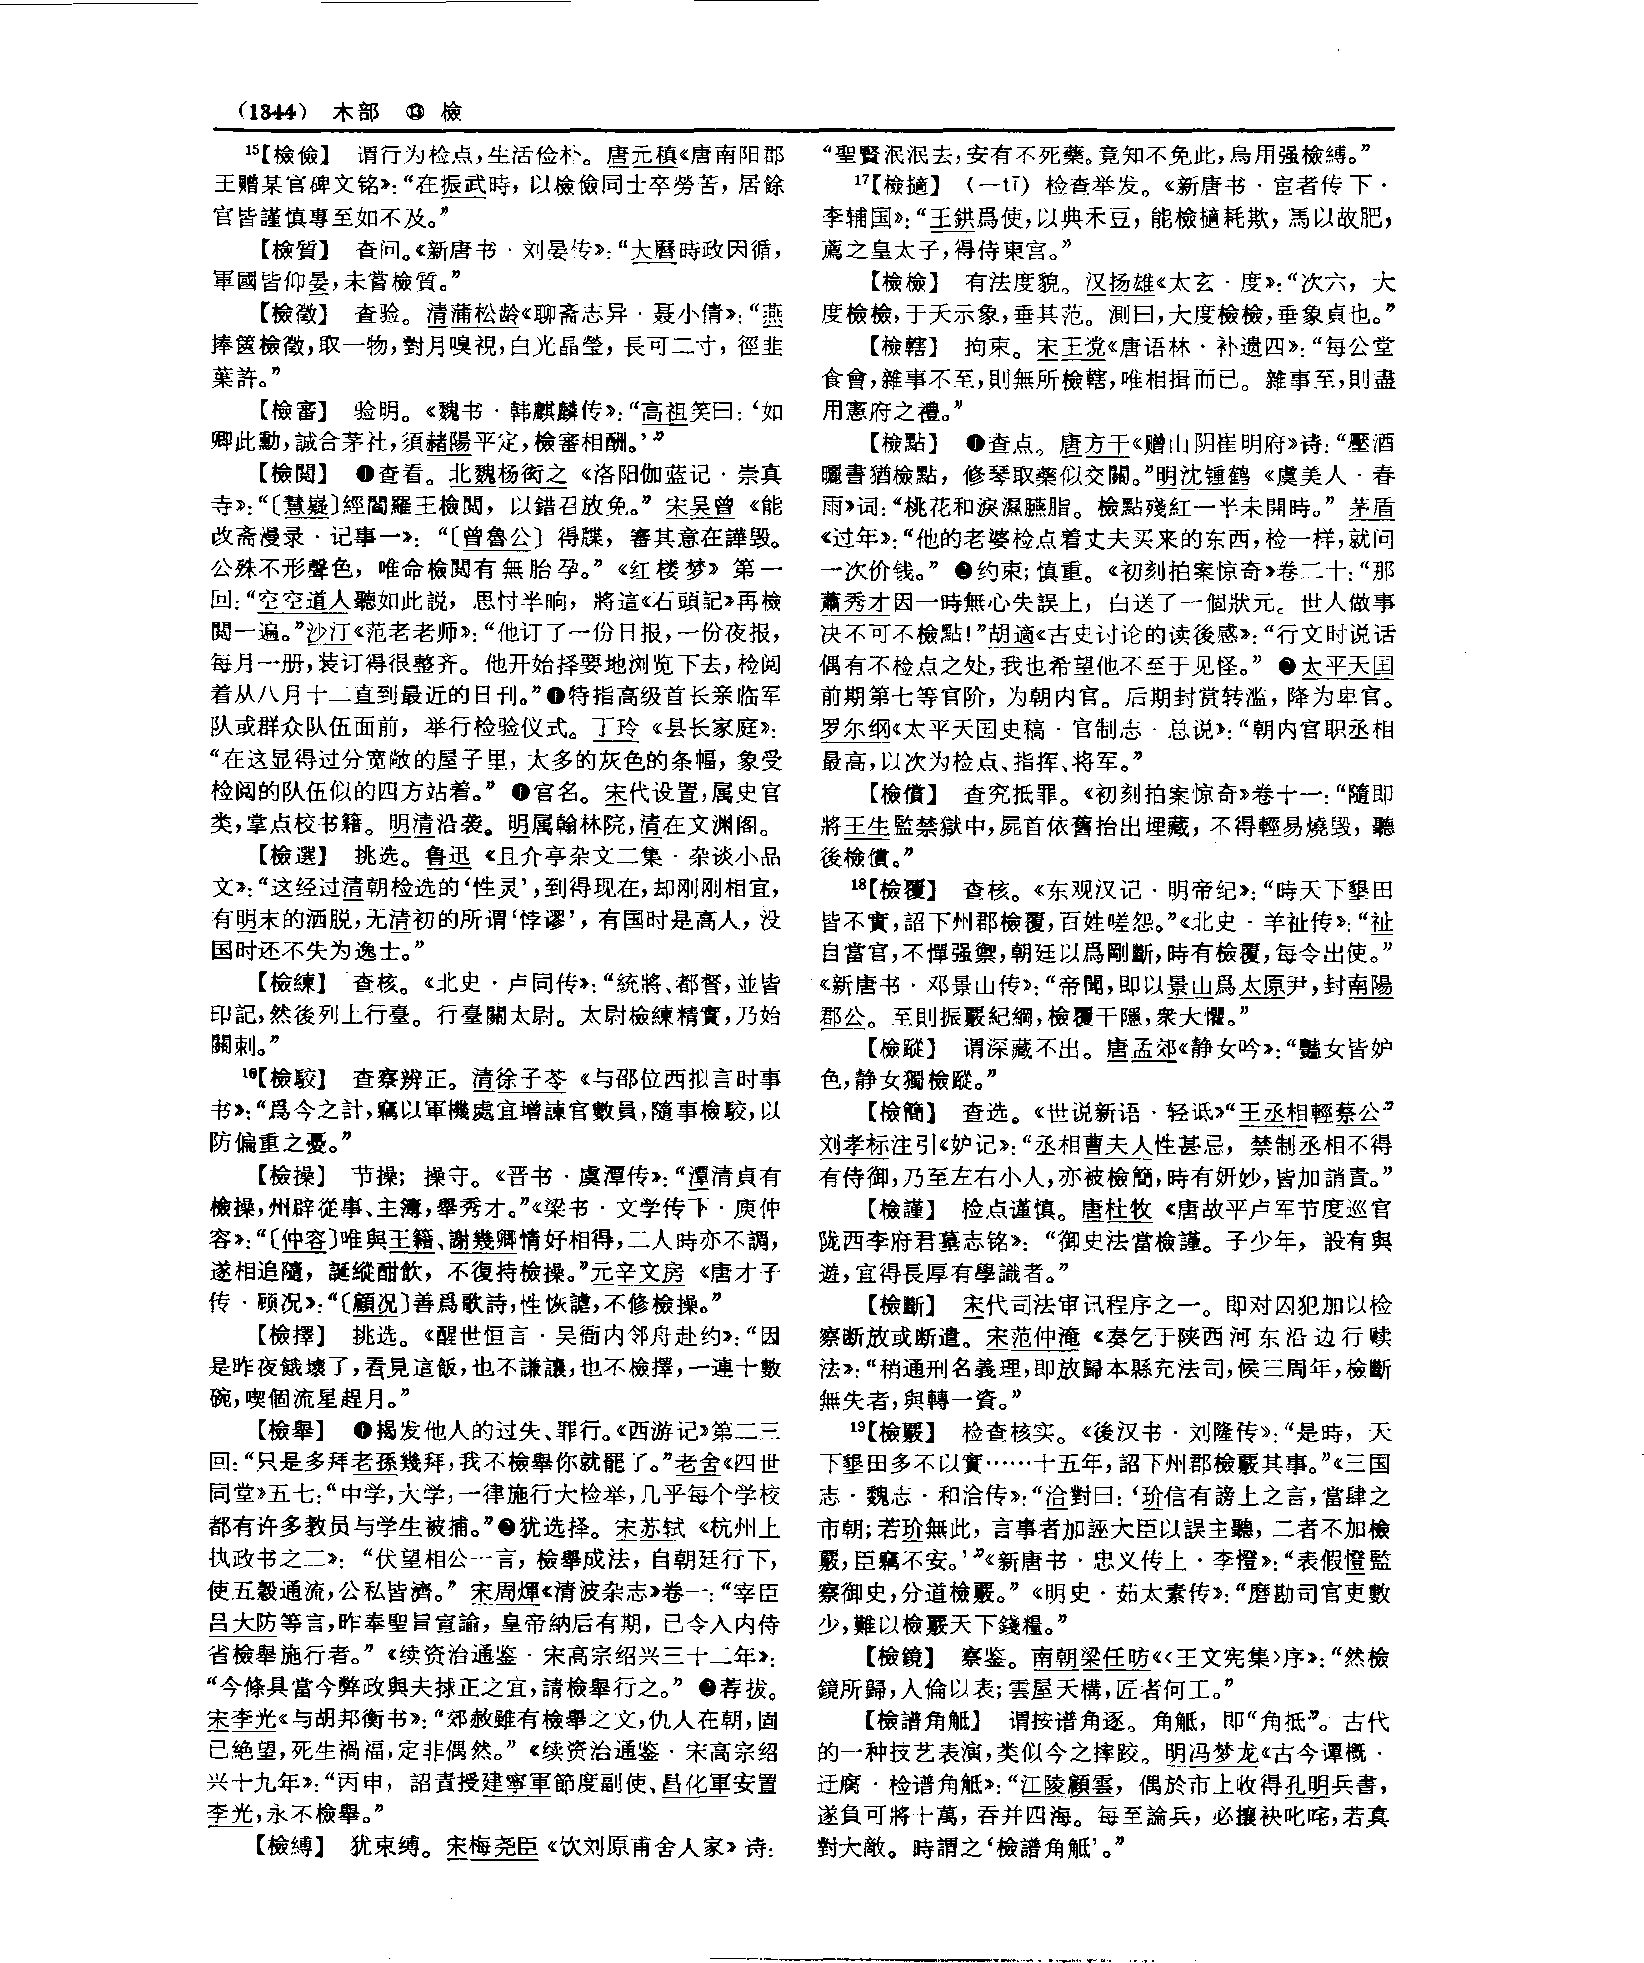 (1344) 木部 ⑬ 檢
15【檢儉】 谓行为检点,生活俭朴。唐元稹《唐南阳郡
王赠某官碑文铭》:“在振武時,以檢儉同士卒勞苦,居餘
官皆謹慎專至如不及。”
【檢質】 查问。《新唐书·刘晏传》:“大曆時政因循,
軍國皆仰晏,未嘗檢質。”
【檢徵】 查验。清蒲松龄《聊斋志异·聂小倩》:“燕
捧篋檢徵,取一物,對月嗅視,白光晶瑩,長可二寸,徑韭
葉許。”
【檢審】 验明。《魏书·韩麒麟传》:“高祖笑曰:‘如
卿此勳,誠合茅社,須赭陽平定,檢審相酬。’”
【檢閲】 ❶查看。北魏杨衒之《洛阳伽蓝记·崇真
寺》:“〔慧嶷〕經閻羅王檢閲,以錯召放免。”宋吴曾《能
改斋漫录·记事一》:“〔曾魯公〕得牒,審其意在譁毁。
公殊不形聲色,唯命檢閲有無胎孕。”《红楼梦》第一
回:“空空道人聽如此説,思忖半晌,將這《石頭記》再檢
閲一遍。”沙汀《范老老师》:“他订了一份日报,一份夜报,
每月一册,装订得很整齐。他开始择要地浏览下去,检阅
着从八月十二直到最近的日刊。”❶特指高级首长亲临军
队或群众队伍面前,举行检验仪式。丁玲《县长家庭》:
“在这显得过分宽敞的屋子里,太多的灰色的条幅,象受
检阅的队伍似的四方站着。”❶官名。宋代设置,属史官
类,掌点校书籍。明清沿袭。明属翰林院,清在文渊阁。
【檢選】 挑选。鲁迅《且介亭杂文二集·杂谈小品
文》:“这经过清朝检选的‘性灵’,到得现在,却刚刚相宜,
有明末的洒脱,无清初的所谓‘悖谬’,有国时是高人,没
国时还不失为逸士。”
【檢練】 查核。《北史·卢同传》:“統將、都督,並皆
印記,然後列上行臺。行臺關太尉。太尉檢練精實,乃始
關刺。”
16【檢駁】 查察辨正。清徐子苓《与邵位西拟言时事
书》:“爲今之計,竊以軍機處宜增諫官數員,隨事檢駮,以
防偏重之憂。”
【檢操】 节操;操守。《晋书·虞潭传》:“潭清貞有
檢操,州辟從事、主簿,舉秀才。”《梁书·文学传下·庾仲
容》:“〔仲容〕唯與王籍、謝幾卿情好相得,二人時亦不調,
遂相追隨,誕縱酣飲,不復持檢操。”元辛文房《唐才子
传·顾况》:“〔顧况〕善爲歌詩,性恢謔,不修檢操。”
【檢擇】 挑选。《醒世恒言·吴衙内邻舟赴约》:“因
是昨夜餓壞了,看見這飯,也不謙讓,也不檢擇,一連十數
碗,喫個流星趕月。”
【檢舉】 ❶揭发他人的过失、罪行。《西游记》第二三
回:“只是多拜老孫幾拜,我不檢舉你就罷了。”老舍《四世
同堂》五七:“中学,大学,一律施行大检举,几乎每个学校
都有许多教员与学生被捕。”❷犹选择。宋苏轼《杭州上
执政书之二》:“伏望相公一言,檢舉成法,自朝廷行下,
使五穀通流,公私皆濟。”宋周煇《清波杂志》卷一:“宰臣
吕大防等言,昨奉聖旨宣諭,皇帝納后有期,已令入内侍
省檢舉施行者。”《续资治通鉴·宋高宗绍兴三十二年》:
“今條具當今弊政與夫捄正之宜,請檢舉行之。”❷荐拔。
宋李光《与胡邦衡书》:“郊赦雖有檢舉之文,仇人在朝,固
已絶望,死生禍福,定非偶然。”《续资治通鉴·宋高宗绍
兴十九年》:“丙申,詔責授建寧軍節度副使、昌化軍安置
李光,永不檢舉。”
【檢縛】 犹束缚。宋梅尧臣《饮刘原甫舍人家》诗:
“聖賢泯泯去,安有不死藥。竟知不免此,烏用强檢縛。”
17【檢擿】 (一tī)检查举发。《新唐书·宦者传下·
李辅国》:“王鉷爲使,以典禾豆,能檢擿耗欺,馬以故肥,
薦之皇太子,得侍東宫。”
【檢檢】 有法度貌。汉扬雄《太玄·度》:“次六,大
度檢檢,于天示象,垂其范。測曰,大度檢檢,垂象貞也。”
【檢轄】 拘束。宋王谠《唐语林·补遗四》:“每公堂
食會,雜事不至,則無所檢轄,唯相揖而已。雜事至,則盡
用憲府之禮。”
【檢點】 ❶查点。唐方干《赠山阴崔明府》诗:“壓酒
曬書猶檢點,修琴取藥似交關。”明沈锺鹤《虞美人·春
雨》词:“桃花和淚濕臙脂。檢點殘紅一半未開時。”茅盾
《过年》:“他的老婆检点着丈夫买来的东西,检一样,就问
一次价钱。”❷约束;慎重。《初刻拍案惊奇》卷二十:“那
蕭秀才因一時無心失誤上,白送了一個狀元。世人做事
决不可不檢點!”胡適《古史讨论的读後感》:“行文时说话
偶有不检点之处,我也希望他不至于见怪。”❷太平天国
前期第七等官阶,为朝内官。后期封赏转滥,降为卑官。
罗尔纲《太平天国史稿·官制志·总说》:“朝内官职丞相
最高,以次为检点、指挥、将军。”
【檢償】 查究抵罪。《初刻拍案惊奇》卷十一:“隨即
將王生監禁獄中,屍首依舊抬出埋藏,不得輕易燒毁,聽
後檢償。”
18【檢覆】 查核。《东观汉记·明帝纪》:“時天下墾田
皆不實,詔下州郡檢覆,百姓嗟怨。”《北史·羊祉传》:“祉
自當官,不憚强禦,朝廷以爲剛斷,時有檢覆,每令出使。”
《新唐书·邓景山传》:“帝聞,即以景山爲太原尹,封南陽
郡公。至則振覈紀綱,檢覆干隱,衆大懼。”
【檢蹤】 谓深藏不出。唐孟郊《静女吟》:“豔女皆妒
色,静女獨檢蹤。”
【檢簡】 查选。《世说新语·轻诋》“王丞相輕蔡公”
刘孝标注引《妒记》:“丞相曹夫人性甚忌,禁制丞相不得
有侍御,乃至左右小人,亦被檢簡,時有妍妙,皆加誚責。”
【檢謹】 检点谨慎。唐杜牧《唐故平卢军节度巡官
陇西李府君墓志铭》:“御史法當檢謹。子少年,設有與
遊,宜得長厚有學識者。”
【檢斷】 宋代司法审讯程序之一。即对囚犯加以检
察断放或断遣。宋范仲淹《奏乞于陕西河东沿边行赎
法》:“稍通刑名義理,即放歸本縣充法司,候三周年,檢斷
無失者,與轉一資。”
19【檢覈】 检查核实。《後汉书·刘隆传》:“是時,天
下墾田多不以實……十五年,詔下州郡檢覈其事。”《三国
志·魏志·和洽传》:“洽對曰:‘玠信有謗上之言,當肆之
市朝;若玠無此,言事者加誣大臣以誤主聽,二者不加檢
覈,臣竊不安。’”《新唐书·忠义传上·李憕》:“表假憕監
察御史,分道檢覈。”《明史·茹太素传》:“磨勘司官吏數
少,難以檢覈天下錢糧。”
【檢鏡】 察鉴。南朝梁任昉《〈王文宪集〉序》:“然檢
鏡所歸,人倫以表;雲屋天構,匠者何工。”
【檢譜角觝】 谓按谱角逐。角觝,即“角抵”。古代
的一种技艺表演,类似今之摔跤。明冯梦龙《古今谭概·
迂腐·检谱角觝》:“江陵顧雲,偶於市上收得孔明兵書,
遂負可將十萬,吞并四海。每至論兵,必攘袂叱咤,若真
對大敵。時謂之‘檢譜角觝’。”